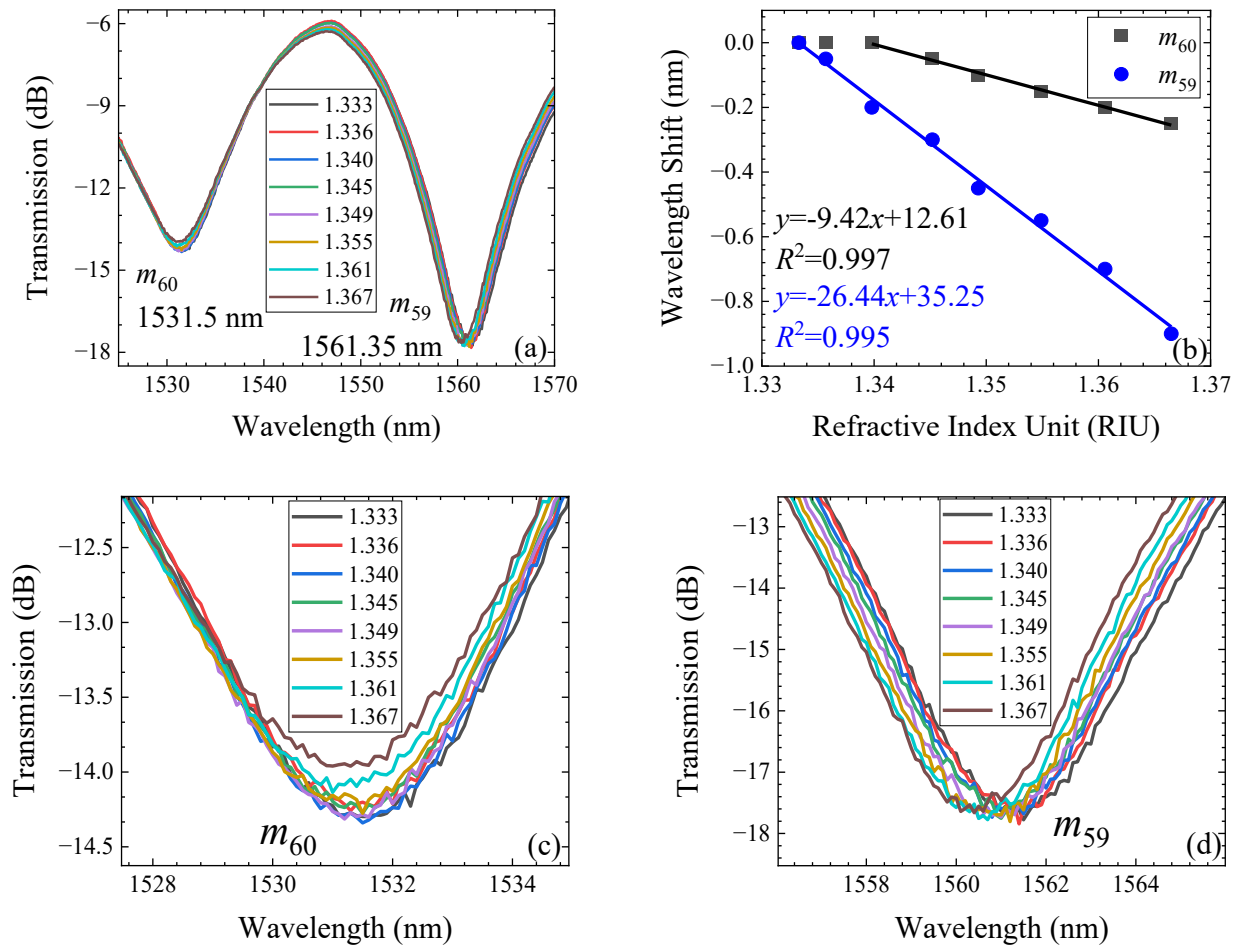 −6
−9
−12
−15
−18
Transmission (dB)
1.333
1.336
1.340
1.345
1.349
1.355
1.361
1.367
m60
1531.5 nm
m59
1561.35 nm
(a)
1530 1540 1550 1560 1570
Wavelength (nm)
0.0
−0.2
−0.4
−0.6
−0.8
−1.0
Wavelength Shift (nm)
m60
m59
y=-9.42x+12.61
R2=0.997
y=-26.44x+35.25
R2=0.995
(b)
1.33 1.34 1.35 1.36 1.37
Refractive Index Unit (RIU)
−12.5
−13.0
−13.5
−14.0
−14.5
Transmission (dB)
1.333
1.336
1.340
1.345
1.349
1.355
1.361
1.367
m60
(c)
1528 1530 1532 1534
Wavelength (nm)
−13
−14
−15
−16
−17
−18
Transmission (dB)
1.333
1.336
1.340
1.345
1.349
1.355
1.361
1.367
m59
(d)
1558 1560 1562 1564
Wavelength (nm)